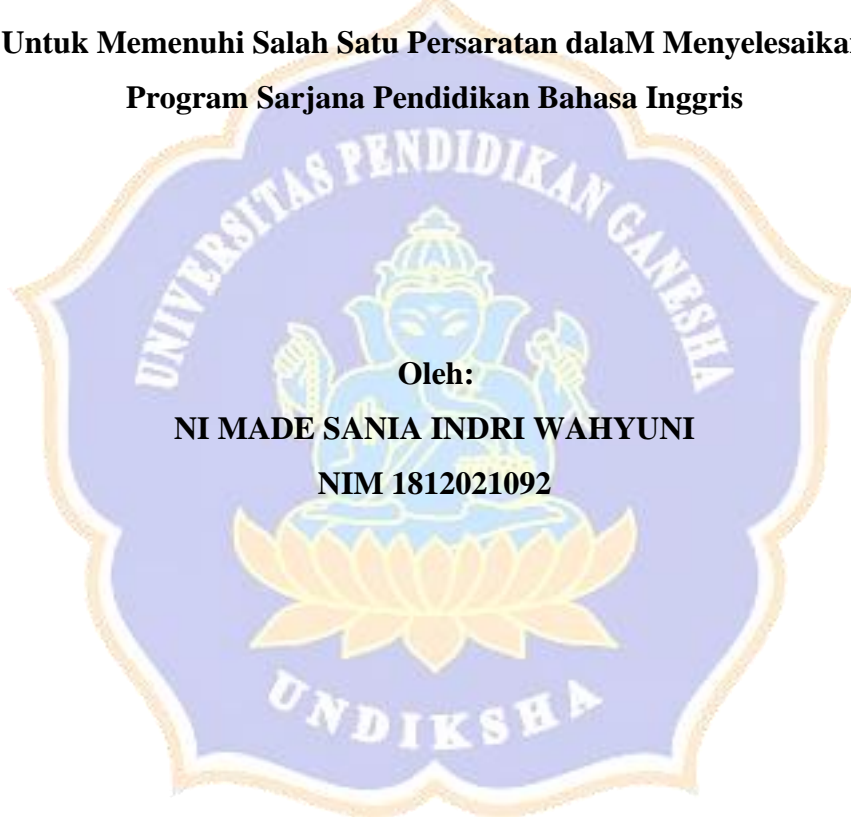 Untuk Memenuhi Salah Satu Persaratan dalaM Menyelesaikan
Program Sarjana Pendidikan Bahasa Inggris
UNIVERSITAS PENDIDIKAN GANESHA
Oleh:
NI MADE SANIA INDRI WAHYUNI
NIM 1812021092
UNDIKSHA